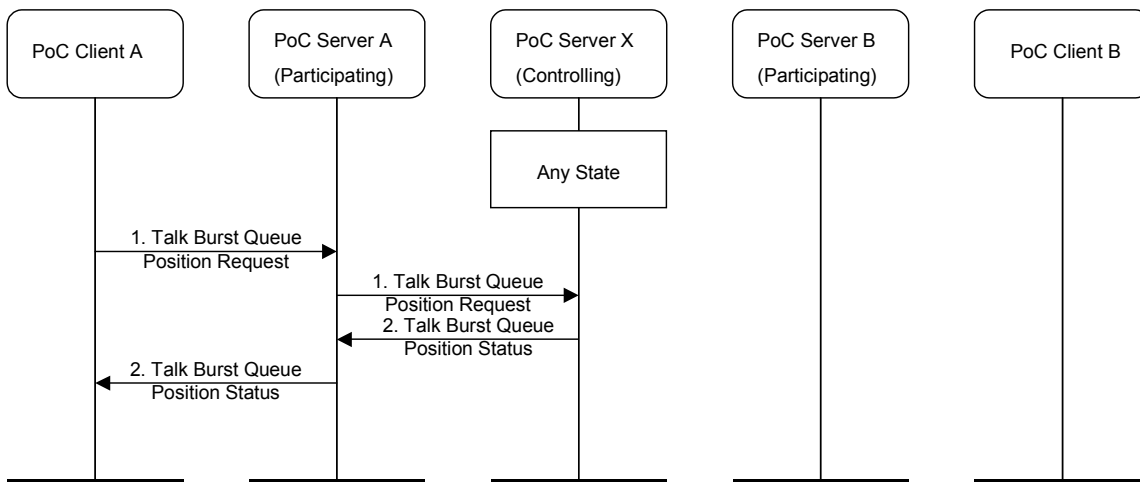 PoC Client A
PoC Server A
(Participating)
PoC Server X
(Controlling)
PoC Server B
(Participating)
PoC Client B
Any State
1. Talk Burst Queue
Position Request
1. Talk Burst Queue
Position Request
2. Talk Burst Queue
Position Status
2. Talk Burst Queue
Position Status